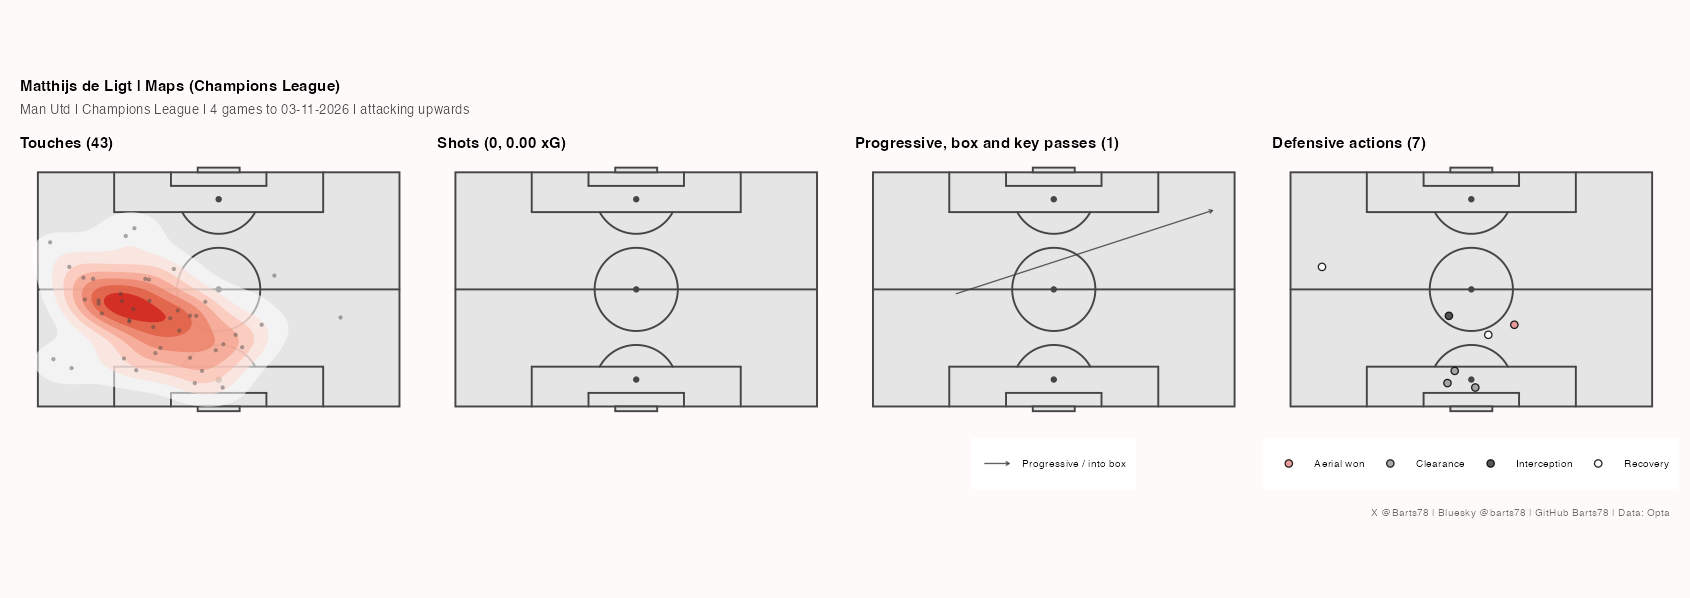 Matthijs de Ligt | Maps (Champions League)
Man Utd | Champions League | 4 games to 03-11-2026 | attacking upwards
Touches (43)
Shots (0, 0.00 xG)
Progressive, box and key passes (1)
Defensive actions (7)
Progressive / into box
Aerial won
Clearance
Interception
Recovery
X @Barts78 | Bluesky @barts78 | GitHub Barts78 | Data: Opta